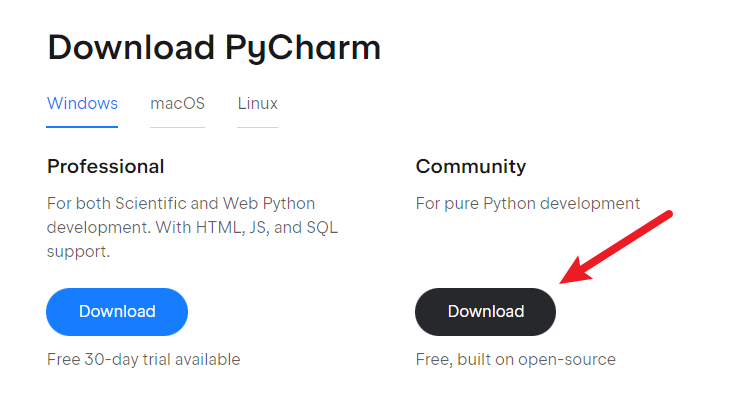 Download PyCharm
Windows macOS Linux
Professional
For both Scientific and Web Python
development. With HTML, JS, and SQL
support.
Download
Free 30-day trial available
Community
For pure Python development
Download
Free, built on open-source